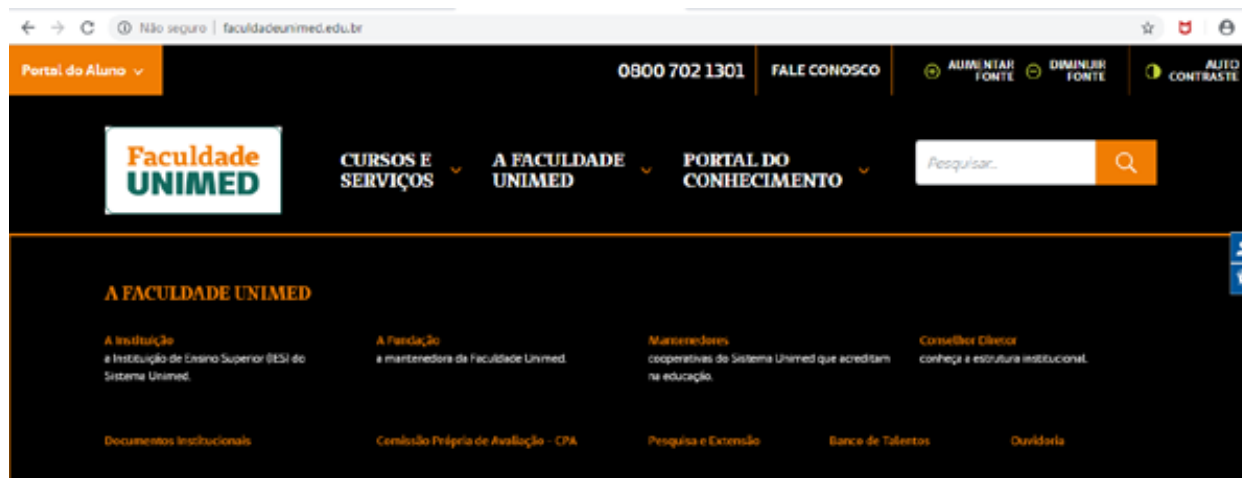 Não seguro | faculdadeunimed.edu.br
Portal do Aluno
0800 702 1301
FALE CONOSCO
AUMENTAR
FONTE
DIMINUIR
FONTE
AUTO
CONTRASTE
Faculdade
UNIMED
CURSOS E
SERVIÇOS
A FACULDADE
UNIMED
PORTAL DO
CONHECIMENTO
Pesquisar...
A FACULDADE UNIMED
A Instituição
a Instituição de Ensino Superior (IES) do
Sistema Unimed.
A Fundação
a mantenedora da Faculdade Unimed.
Mantenedores
cooperativas do Sistema Unimed que acreditam
na educação.
Conselhor Diretor
conheça a estrutura institucional.
Documentos Institucionais
Comissão Própria de Avaliação - CPA
Pesquisa e Extensão
Banco de Talentos
Ouvidoria